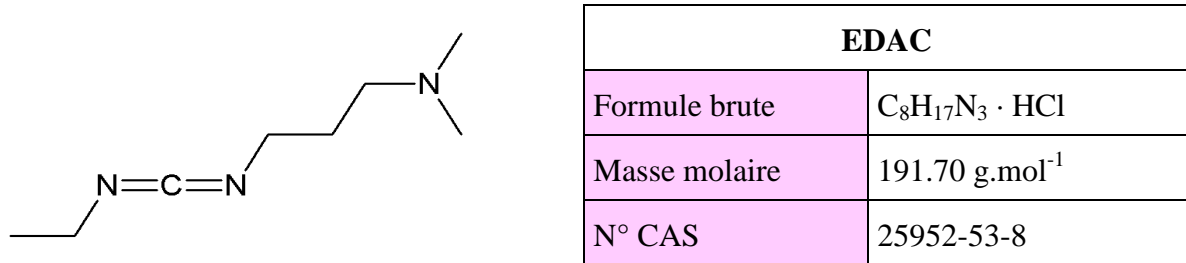 N=C=N
N
EDAC
Formule brute C₈H₁₇N₃ · HCl
Masse molaire 191.70 g.mol⁻¹
N° CAS 25952-53-8